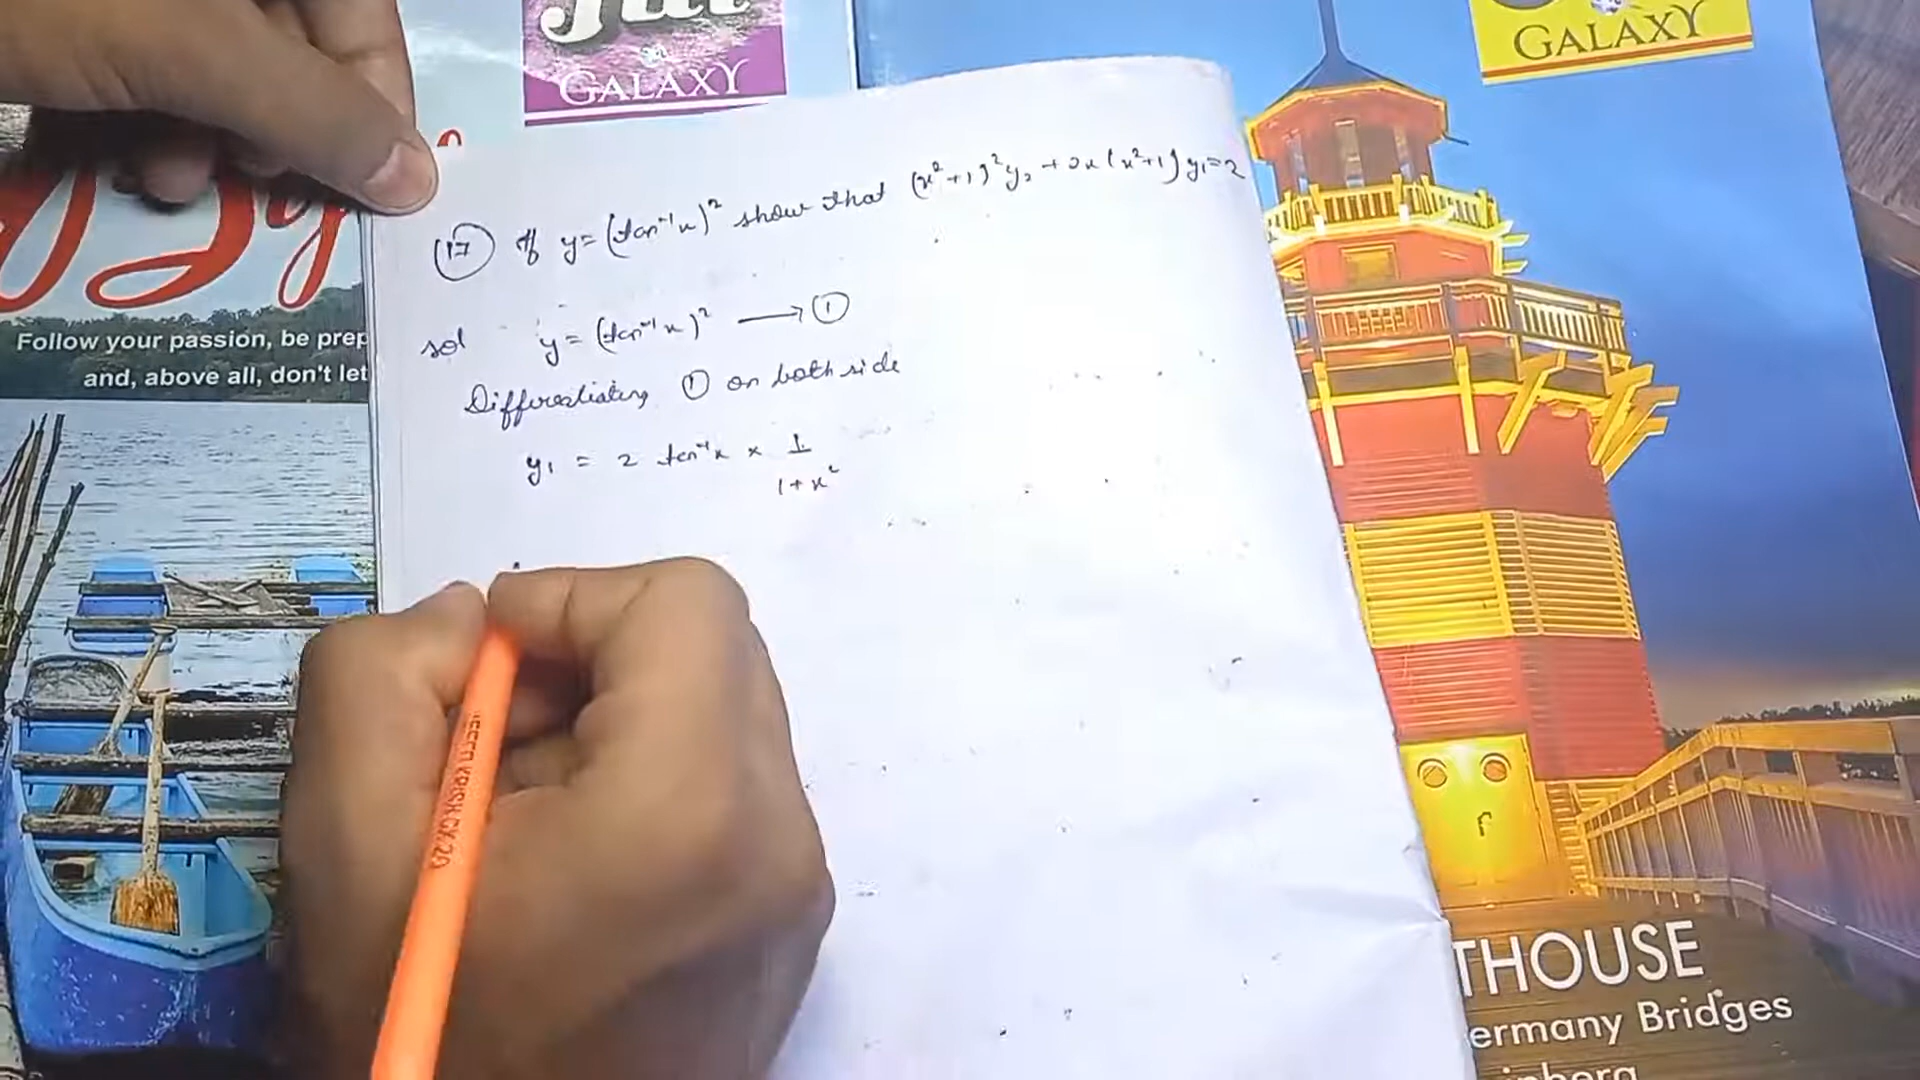 GALAXY
GALAXY
Follow your passion, be prep
and, above all, don't let
(17) If y = (tan⁻¹x)² show that (x²+1)²y₂ + 2x(x²+1)y₁ = 2
sol y = (tan⁻¹x)² ⟶ ①
Differentiating ① on both side
y₁ = 2 tan⁻¹x × 1/1+x²
THOUSE
ermany Bridges